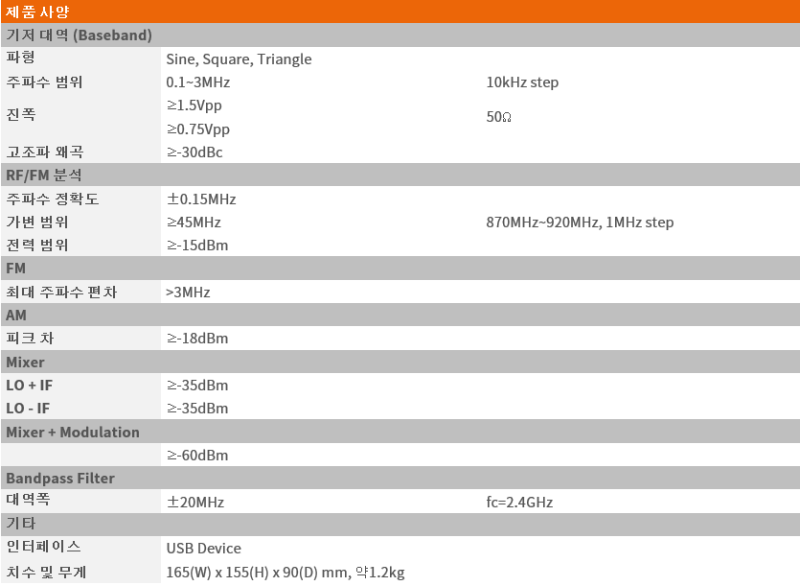 제품 사양
기저 대역 (Baseband)
파형 Sine, Square, Triangle
주파수 범위 0.1~3MHz 10kHz step
진폭 ≥1.5Vpp 50Ω
≥0.75Vpp
고조파 왜곡 ≥-30dBc
RF/FM 분석
주파수 정확도 ±0.15MHz
가변 범위 ≥45MHz 870MHz~920MHz, 1MHz step
전력 범위 ≥-15dBm
FM
최대 주파수 편차 >3MHz
AM
피크 차 ≥-18dBm
Mixer
LO + IF ≥-35dBm
LO - IF ≥-35dBm
Mixer + Modulation
≥-60dBm
Bandpass Filter
대역폭 ±20MHz fc=2.4GHz
기타
인터페이스 USB Device
치수 및 무게 165(W) x 155(H) x 90(D) mm, 약1.2kg